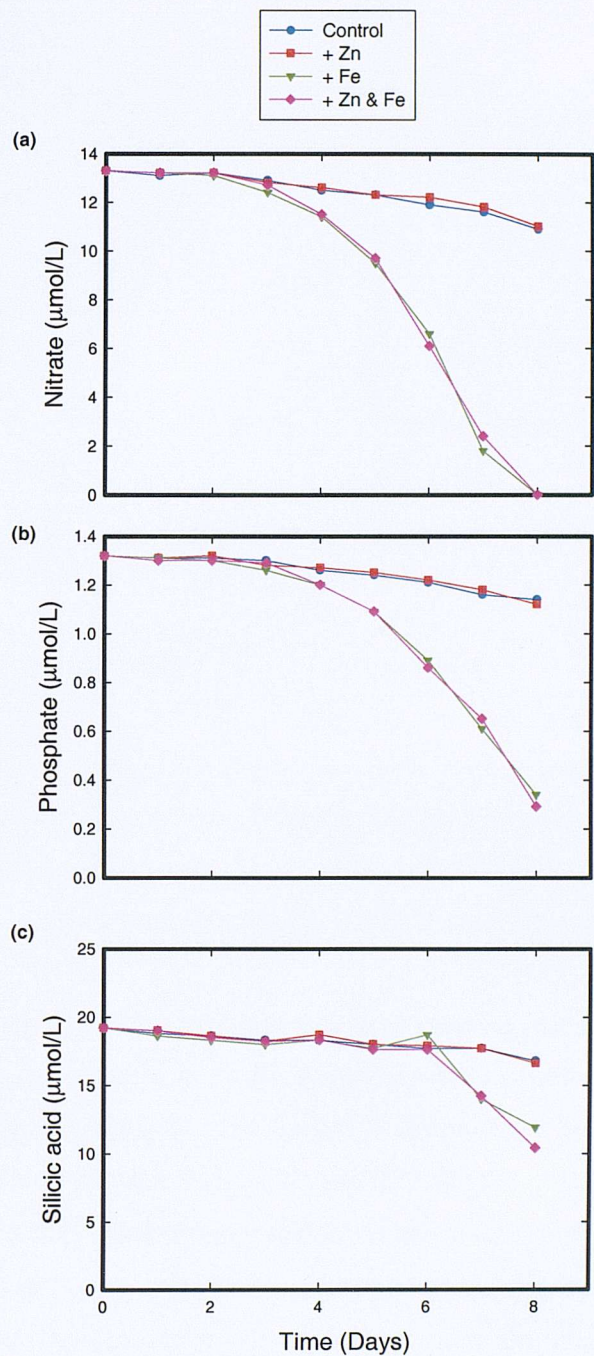 Control
+ Zn
+ Fe
+ Zn & Fe
(a)
Nitrate (µmol/L)
14
12
10
8
6
4
2
0
(b)
Phosphate (µmol/L)
1.4
1.2
1.0
0.8
0.6
0.4
0.2
0.0
(c)
Silicic acid (µmol/L)
25
20
15
10
5
0
0 2 4 6 8
Time (Days)